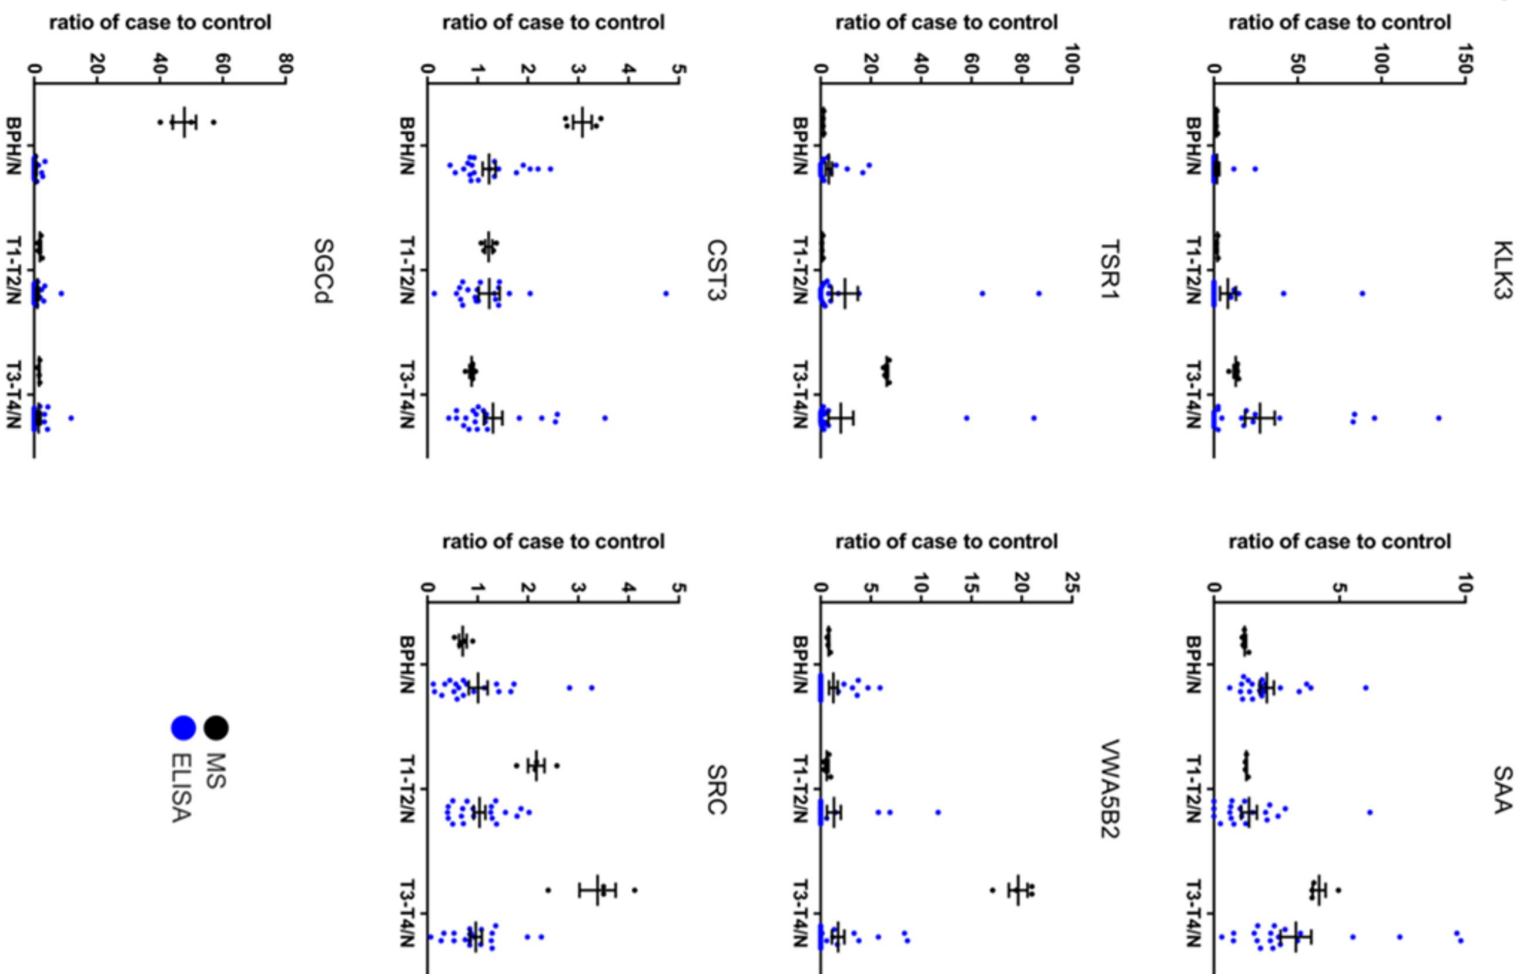 KLK3
ratio of case to control
150
100
50
0
BPH/N
T1-T2/N
T3-T4/N
SAA
ratio of case to control
10
5
0
BPH/N
T1-T2/N
T3-T4/N
TSR1
ratio of case to control
100
80
60
40
20
0
BPH/N
T1-T2/N
T3-T4/N
VWA5B2
ratio of case to control
25
20
15
10
5
0
BPH/N
T1-T2/N
T3-T4/N
CST3
ratio of case to control
5
4
3
2
1
0
BPH/N
T1-T2/N
T3-T4/N
SRC
ratio of case to control
5
4
3
2
1
0
BPH/N
T1-T2/N
T3-T4/N
SGCd
ratio of case to control
80
60
40
20
0
BPH/N
T1-T2/N
T3-T4/N
MS
ELISA